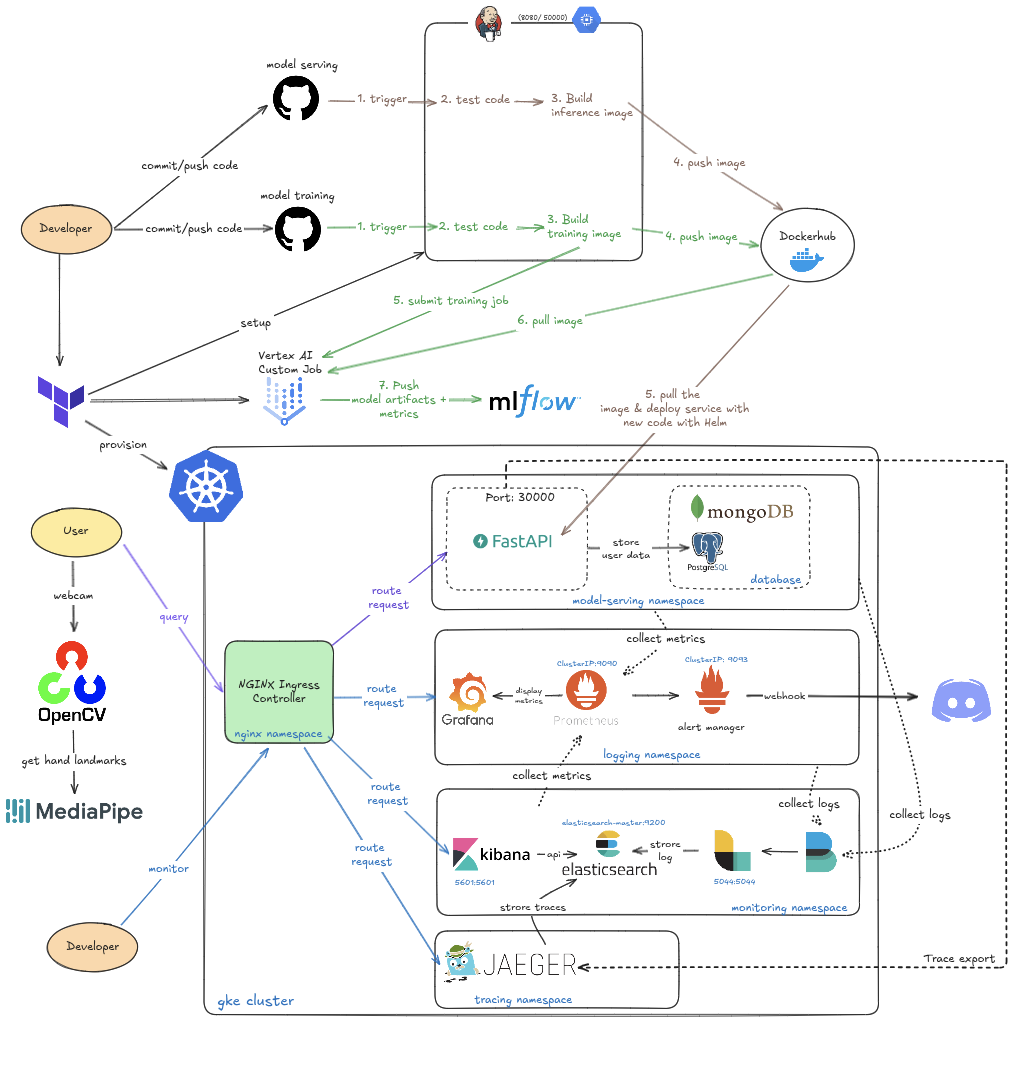 (8080/ 50000)
model serving
1. trigger
2. test code
3. Build
inference image
commit/push code
4. push image
model training
Developer
commit/push code
1. trigger
2. test code
3. Build
training image
4. push image
Dockerhub
5. submit training job
setup
6. pull image
Vertex AI
Custom Job
7. Push
model artifacts +
metrics
mlflow
5. pull the
image & deploy service with
new code with Helm
provision
Port: 30000
FastAPI
store
user data
mongoDB
PostgreSQL
database
model-serving namespace
User
webcam
query
route
request
OpenCV
get hand landmarks
MediaPipe
NGINX Ingress
Controller
nginx namespace
route
request
collect metrics
ClusterIP:9090
ClusterIP: 9093
Grafana
display
metrics
Prometheus
alert manager
webhook
logging namespace
collect metrics
route
request
collect logs
collect logs
elasticsearch-master:9200
kibana
api
elasticsearch
strore
log
5601:5601
5044:5044
strore traces
monitoring namespace
route
request
monitor
Developer
JAEGER
Trace export
tracing namespace
gke cluster